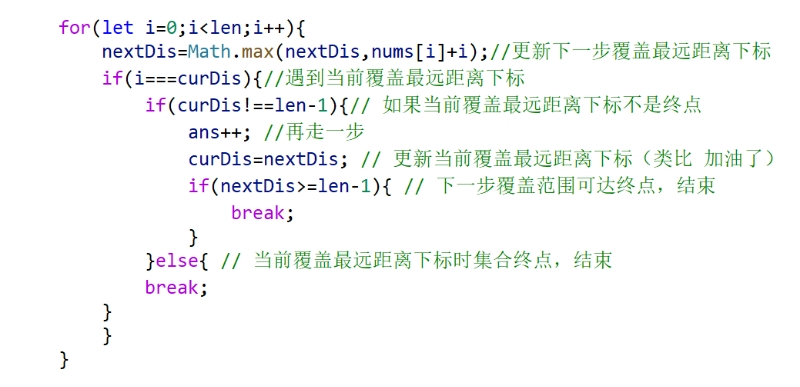 for(let i=0;i<len;i++){
nextDis=Math.max(nextDis,nums[i]+i);//更新下一步覆盖最远距离下标
if(i===curDis){//遇到当前覆盖最远距离下标
if(curDis!==len-1){// 如果当前覆盖最远距离下标不是终点
ans++; //再走一步
curDis=nextDis; // 更新当前覆盖最远距离下标（类比 加油了）
if(nextDis>=len-1){ // 下一步覆盖范围可达终点，结束
break;
}
}else{ // 当前覆盖最远距离下标时集合终点，结束
break;
}
}
}